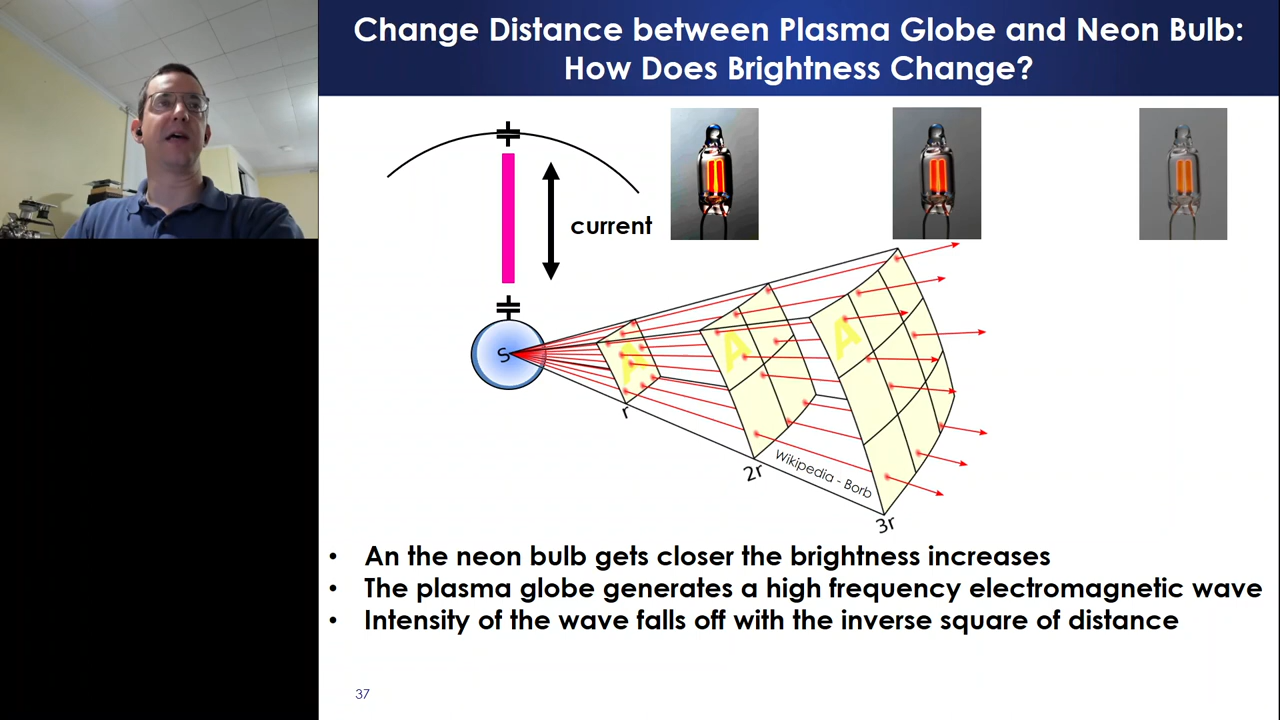 Change Distance between Plasma Globe and Neon Bulb:
How Does Brightness Change?
current
S
A
A
A
r
2r
3r
Wikipedia - Borb
• An the neon bulb gets closer the brightness increases
• The plasma globe generates a high frequency electromagnetic wave
• Intensity of the wave falls off with the inverse square of distance
37